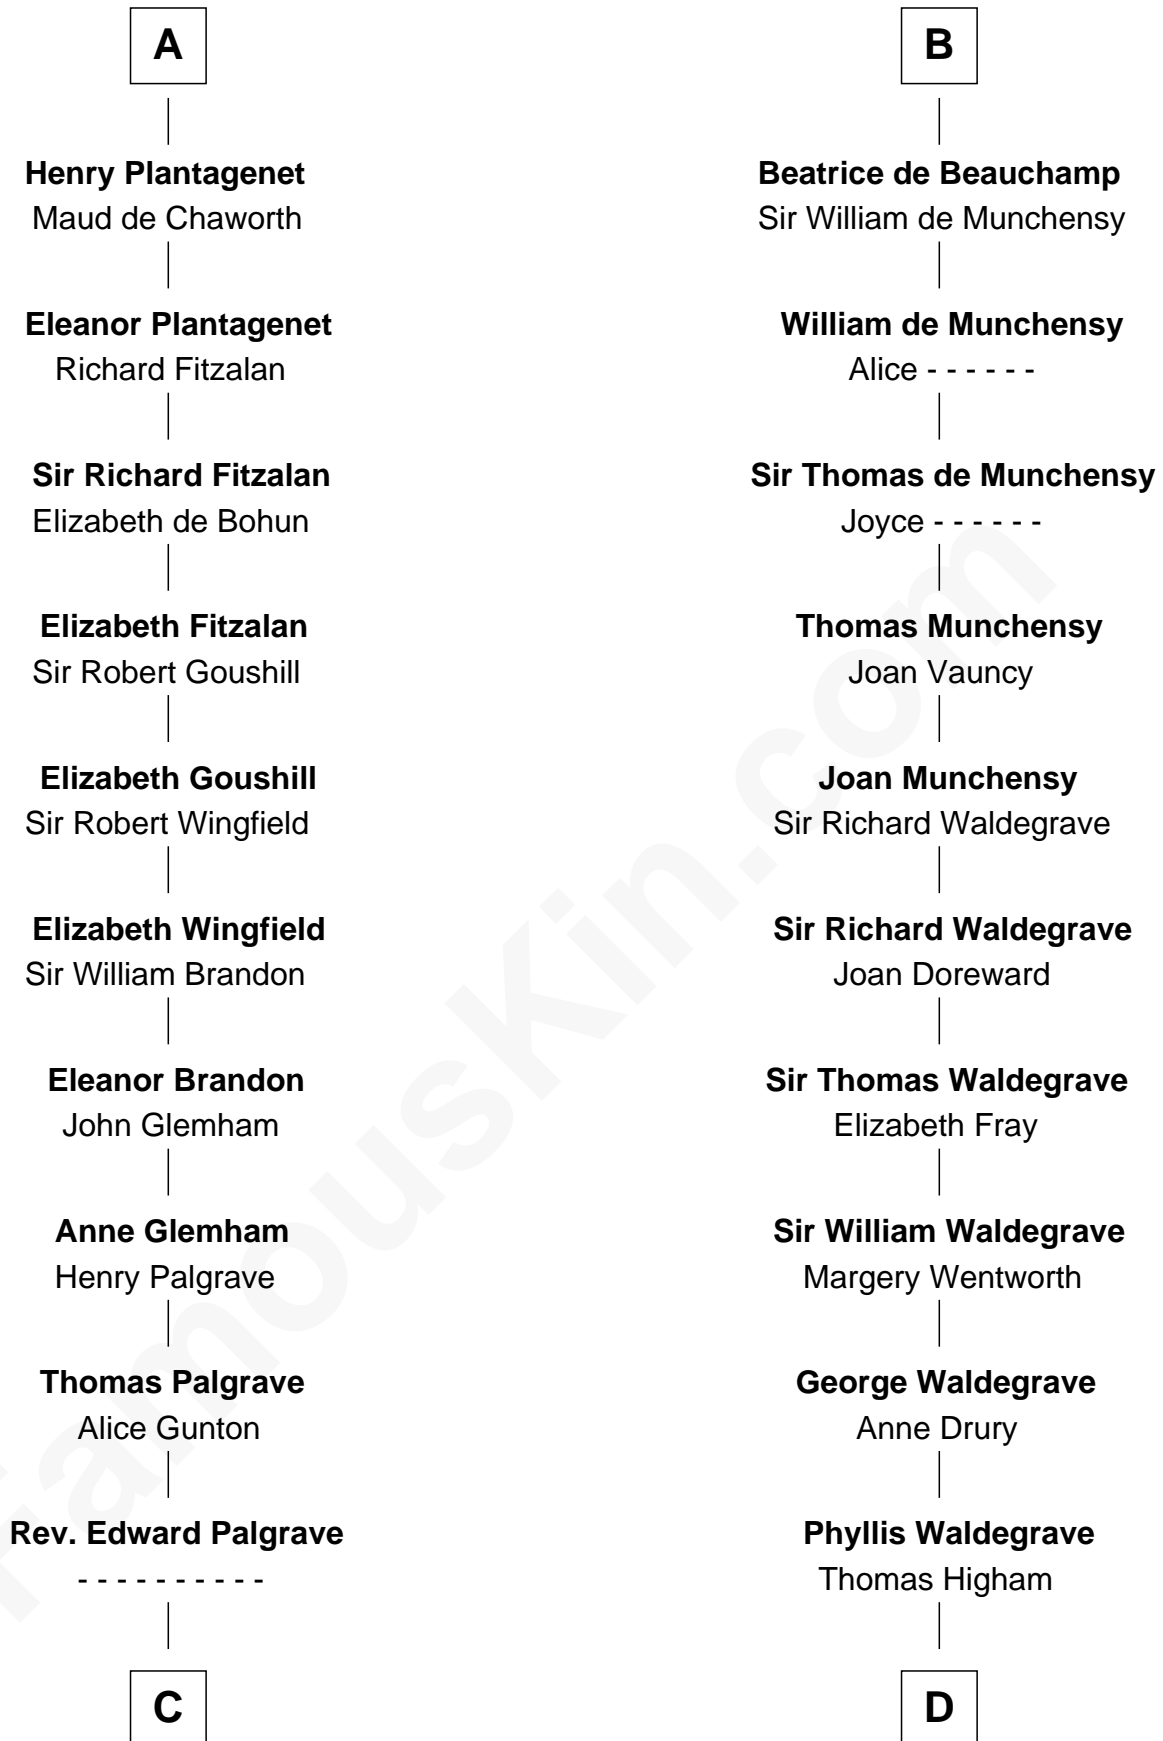 A
Henry Plantagenet
Maud de Chaworth
Eleanor Plantagenet
Richard Fitzalan
Sir Richard Fitzalan
Elizabeth de Bohun
Elizabeth Fitzalan
Sir Robert Goushill
Elizabeth Goushill
Sir Robert Wingfield
Elizabeth Wingfield
Sir William Brandon
Eleanor Brandon
John Glemham
Anne Glemham
Henry Palgrave
Thomas Palgrave
Alice Gunton
Rev. Edward Palgrave
- - - - - - - - - -
C
B
Beatrice de Beauchamp
Sir William de Munchensy
William de Munchensy
Alice - - - - - -
Sir Thomas de Munchensy
Joyce - - - - - -
Thomas Munchensy
Joan Vauncy
Joan Munchensy
Sir Richard Waldegrave
Sir Richard Waldegrave
Joan Doreward
Sir Thomas Waldegrave
Elizabeth Fray
Sir William Waldegrave
Margery Wentworth
George Waldegrave
Anne Drury
Phyllis Waldegrave
Thomas Higham
D
FamousKin.com